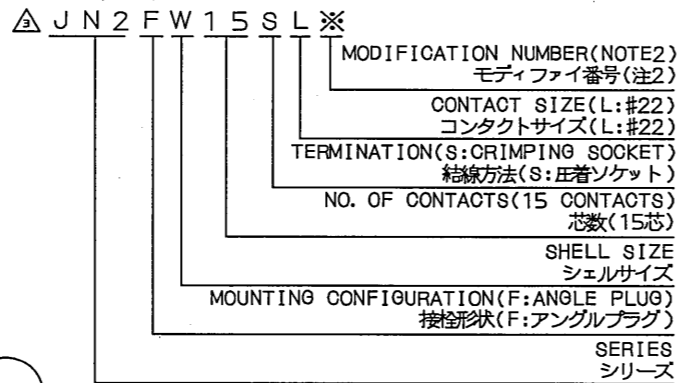 3 JN2FW15SL※
MODIFICATION NUMBER(NOTE2)
モディファイ番号(注2)
CONTACT SIZE(L:#22)
コンタクトサイズ(L:#22)
TERMINATION(S:CRIMPING SOCKET)
結線方法(S:圧着ソケット)
NO. OF CONTACTS(15 CONTACTS)
芯数(15芯)
SHELL SIZE
シェルサイズ
MOUNTING CONFIGURATION(F:ANGLE PLUG)
接栓形状(F:アングルプラグ)
SERIES
シリーズ